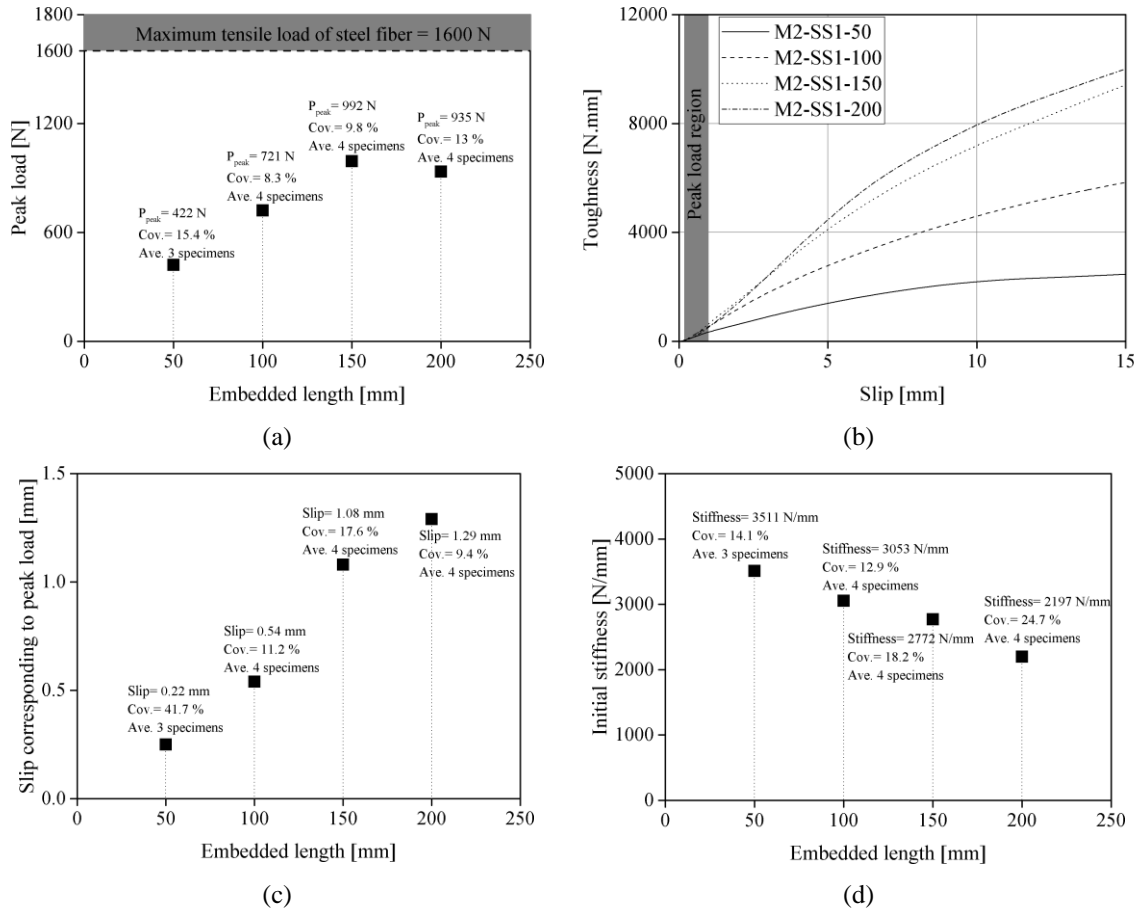 1800
1600
1200
600
0
Peak load [N]
Maximum tensile load of steel fiber = 1600 N
P_peak= 422 N
Cov.= 15.4 %
Ave. 3 specimens
P_peak= 721 N
Cov.= 8.3 %
Ave. 4 specimens
P_peak= 992 N
Cov.= 9.8 %
Ave. 4 specimens
P_peak= 935 N
Cov.= 13 %
Ave. 4 specimens
0 50 100 150 200 250
Embedded length [mm]
(a)
12000
8000
4000
0
Toughness [N.mm]
Peak load region
M2-SS1-50
M2-SS1-100
M2-SS1-150
M2-SS1-200
0 5 10 15
Slip [mm]
(b)
1.5
1.0
0.5
0.0
Slip corresponding to peak load [mm]
Slip= 0.22 mm
Cov.= 41.7 %
Ave. 3 specimens
Slip= 0.54 mm
Cov.= 11.2 %
Ave. 4 specimens
Slip= 1.08 mm
Cov.= 17.6 %
Ave. 4 specimens
Slip= 1.29 mm
Cov.= 9.4 %
Ave. 4 specimens
0 50 100 150 200 250
Embedded length [mm]
(c)
5000
4000
3000
2000
1000
0
Initial stiffness [N/mm]
Stiffness= 3511 N/mm
Cov.= 14.1 %
Ave. 3 specimens
Stiffness= 3053 N/mm
Cov.= 12.9 %
Ave. 4 specimens
Stiffness= 2772 N/mm
Cov.= 18.2 %
Ave. 4 specimens
Stiffness= 2197 N/mm
Cov.= 24.7 %
Ave. 4 specimens
0 50 100 150 200 250
Embedded length [mm]
(d)